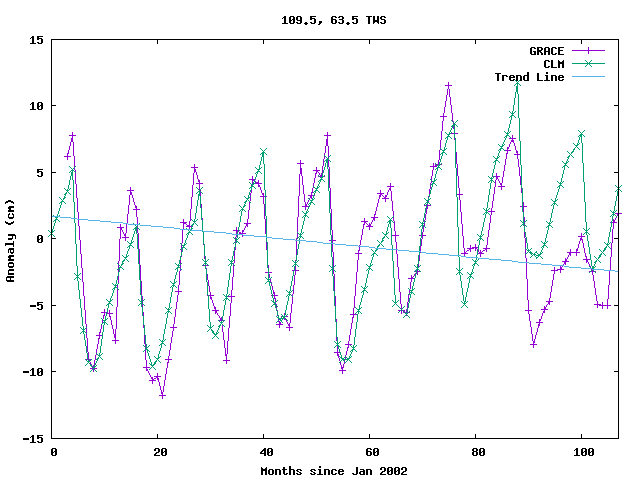 109.5, 63.5 TWS
15
GRACE
CLM
Trend Line
10
5
0
-5
-10
-15
Anomaly (cm)
0 20 40 60 80 100
Months since Jan 2002